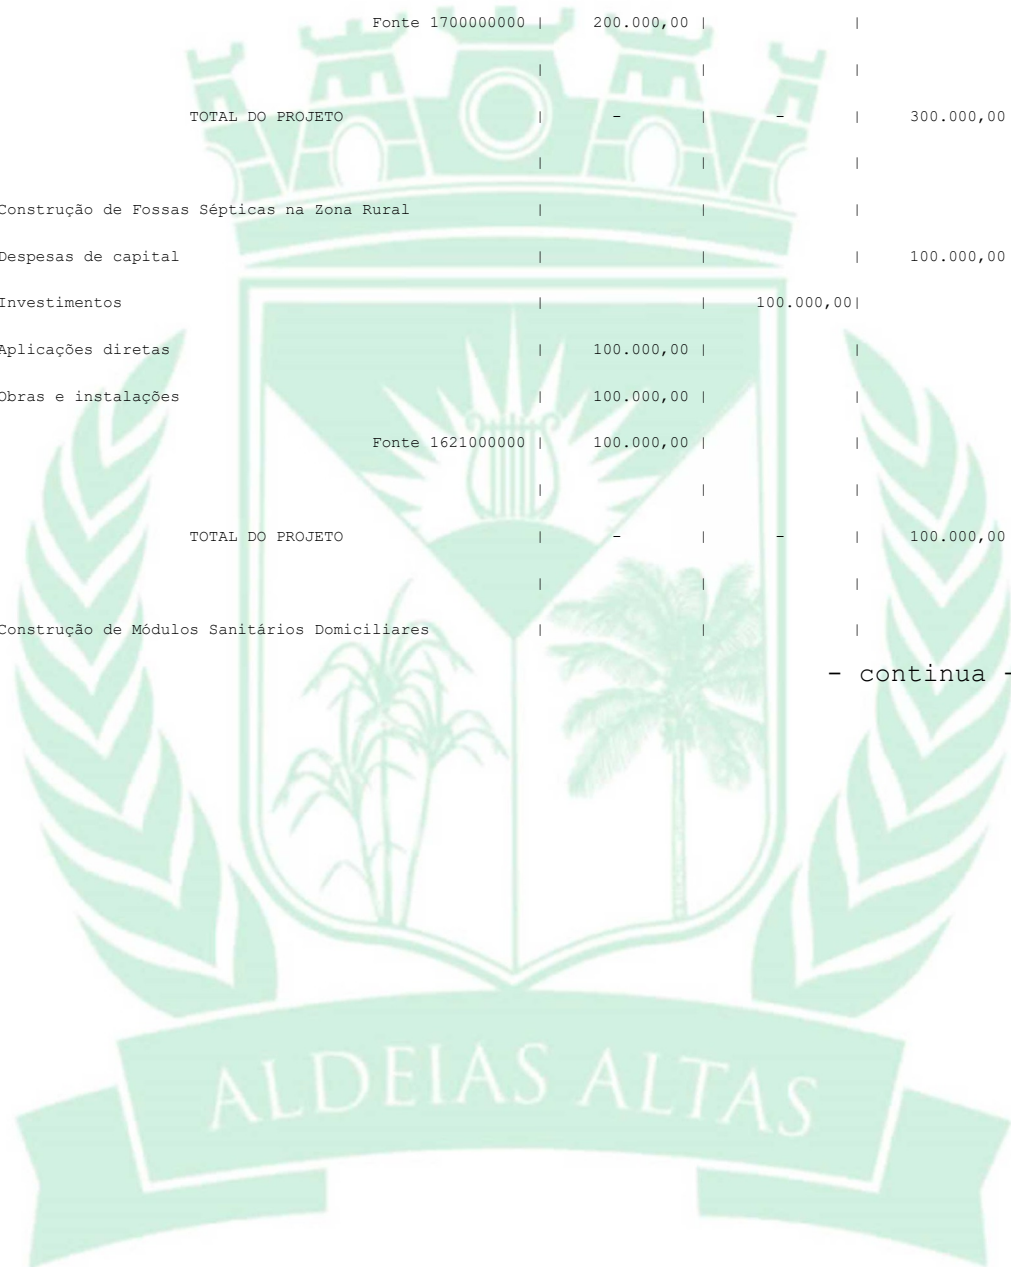 Fonte 1700000000 | 200.000,00 | |
| | |
TOTAL DO PROJETO | - | - | 300.000,00
| | |
Construção de Fossas Sépticas na Zona Rural | | |
Despesas de capital | | | 100.000,00
Investimentos | | 100.000,00|
Aplicações diretas | 100.000,00 | |
Obras e instalações | 100.000,00 | |
Fonte 1621000000 | 100.000,00 | |
| | |
TOTAL DO PROJETO | - | - | 100.000,00
| | |
Construção de Módulos Sanitários Domiciliares | | |
- continua -
ALDEIAS ALTAS